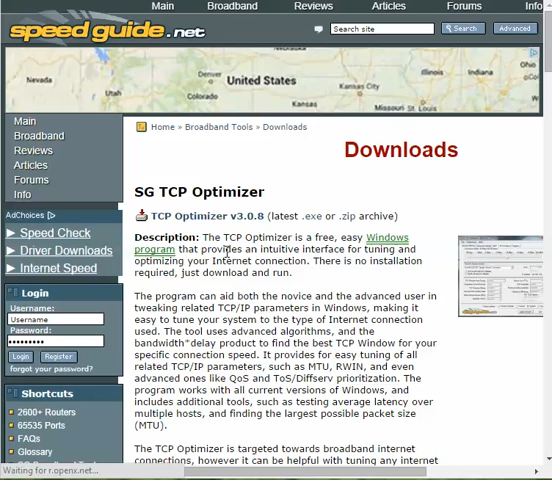 Main Broadband Reviews Articles Forums Info
speedguide.net
Search site Search Advanced
Nevada Utah Denver Colorado United States Kansas City Kansas Missouri Illinois St. Louis Indiana
Main
Broadband
Reviews
Articles
Forums
Info
AdChoices
► Speed Check
► Driver Downloads
► Internet Speed
Login
Username:
Username
Password:
•••••••••
Login Register
forgot your password?
Shortcuts
2600+ Routers
65535 Ports
FAQs
Glossary
Home » Broadband Tools » Downloads
Downloads
SG TCP Optimizer
TCP Optimizer v3.0.8 (latest .exe or .zip archive)
Description: The TCP Optimizer is a free, easy Windows
program that provides an intuitive interface for tuning and
optimizing your Internet connection. There is no installation
required, just download and run.
The program can aid both the novice and the advanced user in
tweaking related TCP/IP parameters in Windows, making it
easy to tune your system to the type of Internet connection
used. The tool uses advanced algorithms, and the
bandwidth*delay product to find the best TCP Window for your
specific connection speed. It provides for easy tuning of all
related TCP/IP parameters, such as MTU, RWIN, and even
advanced ones like QoS and ToS/Diffserv prioritization. The
program works with all current versions of Windows, and
includes additional tools, such as testing average latency over
multiple hosts, and finding the largest possible packet size
(MTU).
The TCP Optimizer is targeted towards broadband internet
connections, however it can be helpful with tuning any internet
Waiting for r.openx.net...